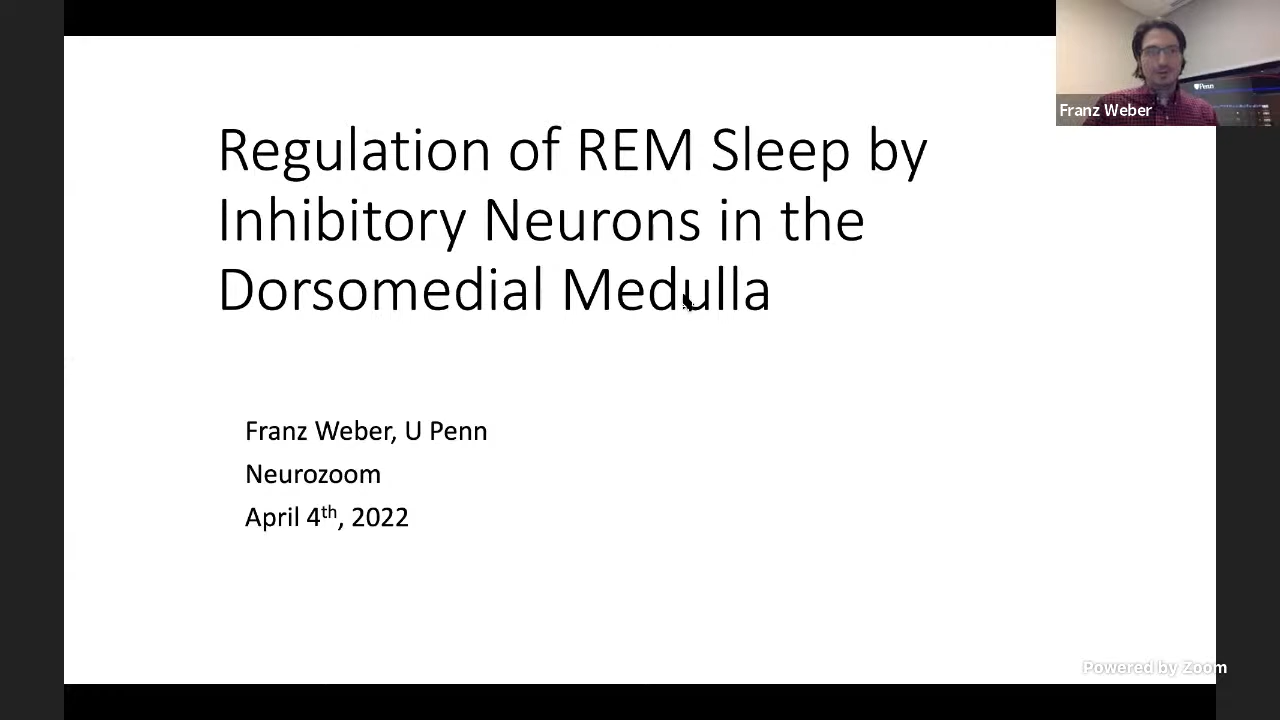 Penn
Franz Weber
Regulation of REM Sleep by
Inhibitory Neurons in the
Dorsomedial Medulla
Franz Weber, U Penn
Neurozoom
April 4th, 2022
Powered by Zoom